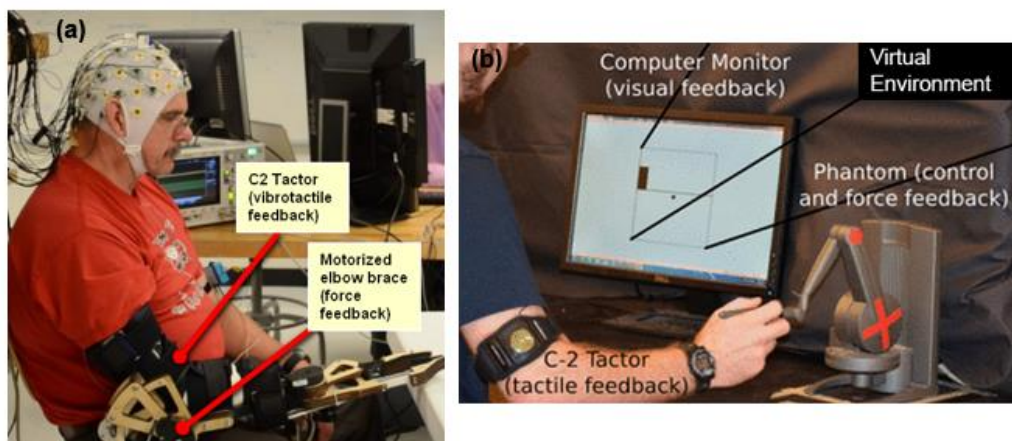 (a)
C2 Tactor
(vibrotactile
feedback)
Motorized
elbow brace
(force
feedback)
(b)
Computer Monitor
(visual feedback)
Virtual
Environment
Phantom (control
and force feedback)
C-2 Tactor
(tactile feedback)
DELL